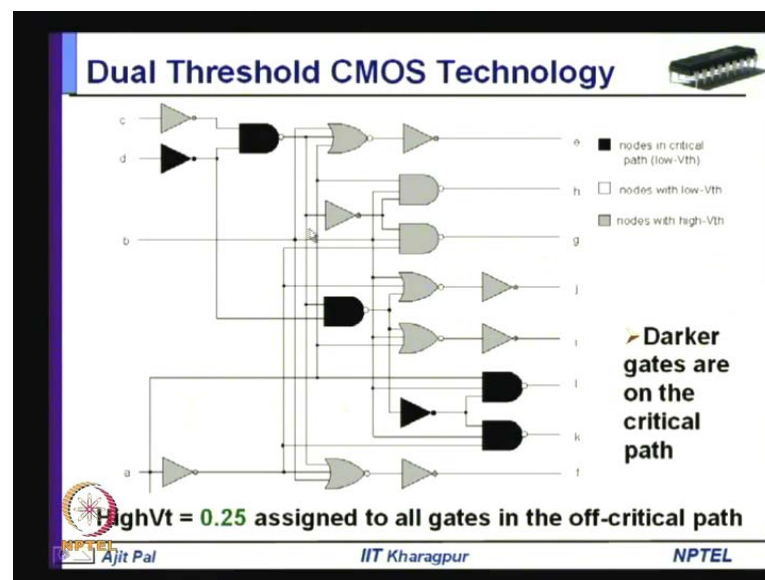 Dual Threshold CMOS Technology
c
d
b
a
e
h
g
j
i
l
k
f
nodes in critical
path (low-Vth)
nodes with low-Vth
nodes with high-Vth
➢Darker
gates are
on the
critical
path
HighVt = 0.25 assigned to all gates in the off-critical path
NPTEL
Ajit Pal
IIT Kharagpur
NPTEL